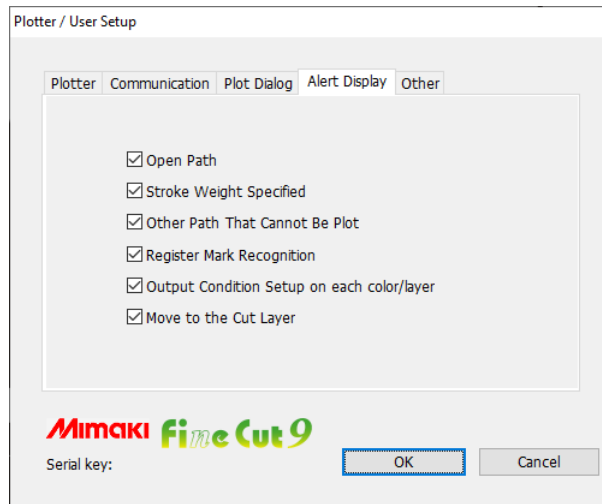 Plotter / User Setup
Plotter Communication Plot Dialog Alert Display Other
Open Path
Stroke Weight Specified
Other Path That Cannot Be Plot
Register Mark Recognition
Output Condition Setup on each color/layer
Move to the Cut Layer
Mimaki Fine Cut 9
Serial key:
OK Cancel